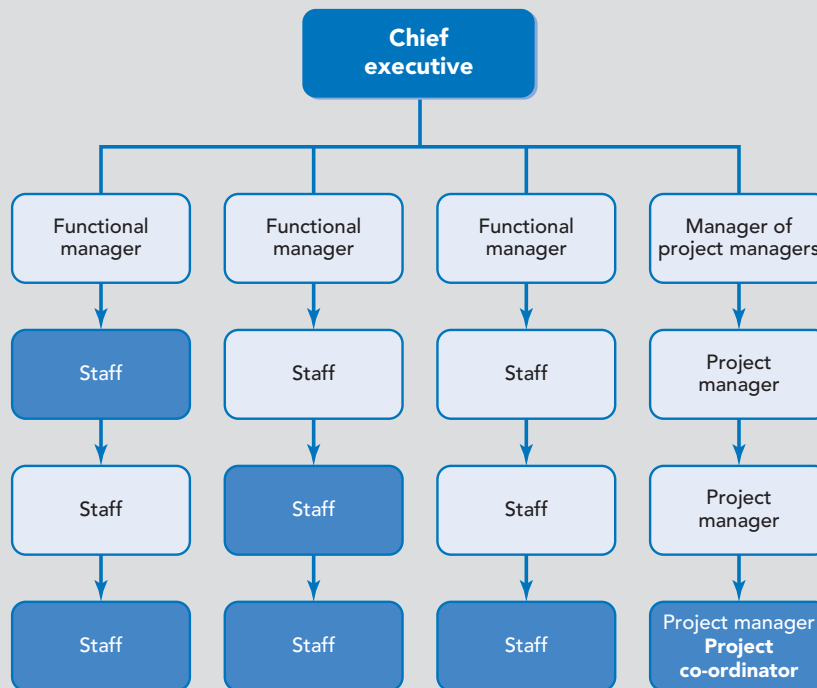 Chief
executive
Functional
manager
Functional
manager
Functional
manager
Manager of
project managers
Staff
Staff
Staff
Project
manager
Staff
Staff
Staff
Project
manager
Staff
Staff
Staff
Project manager
Project
co-ordinator